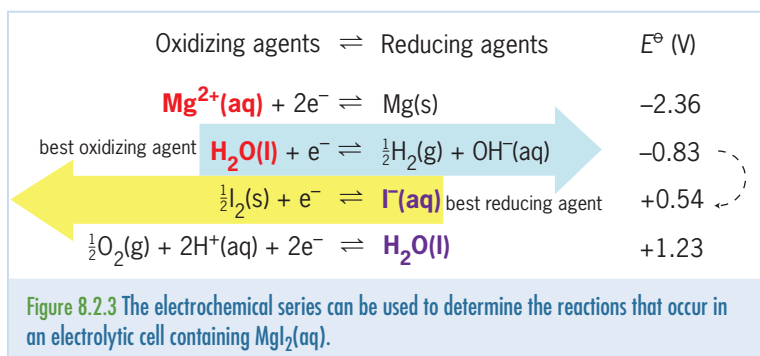 Oxidizing agents ⇌ Reducing agents E⊖ (V)
Mg²⁺(aq) + 2e⁻ ⇌ Mg(s) −2.36
best oxidizing agent H₂O(l) + e⁻ ⇌ ½H₂(g) + OH⁻(aq) −0.83
½I₂(s) + e⁻ ⇌ I⁻(aq) best reducing agent +0.54
½O₂(g) + 2H⁺(aq) + 2e⁻ ⇌ H₂O(l) +1.23
Figure 8.2.3 The electrochemical series can be used to determine the reactions that occur in
an electrolytic cell containing MgI₂(aq).